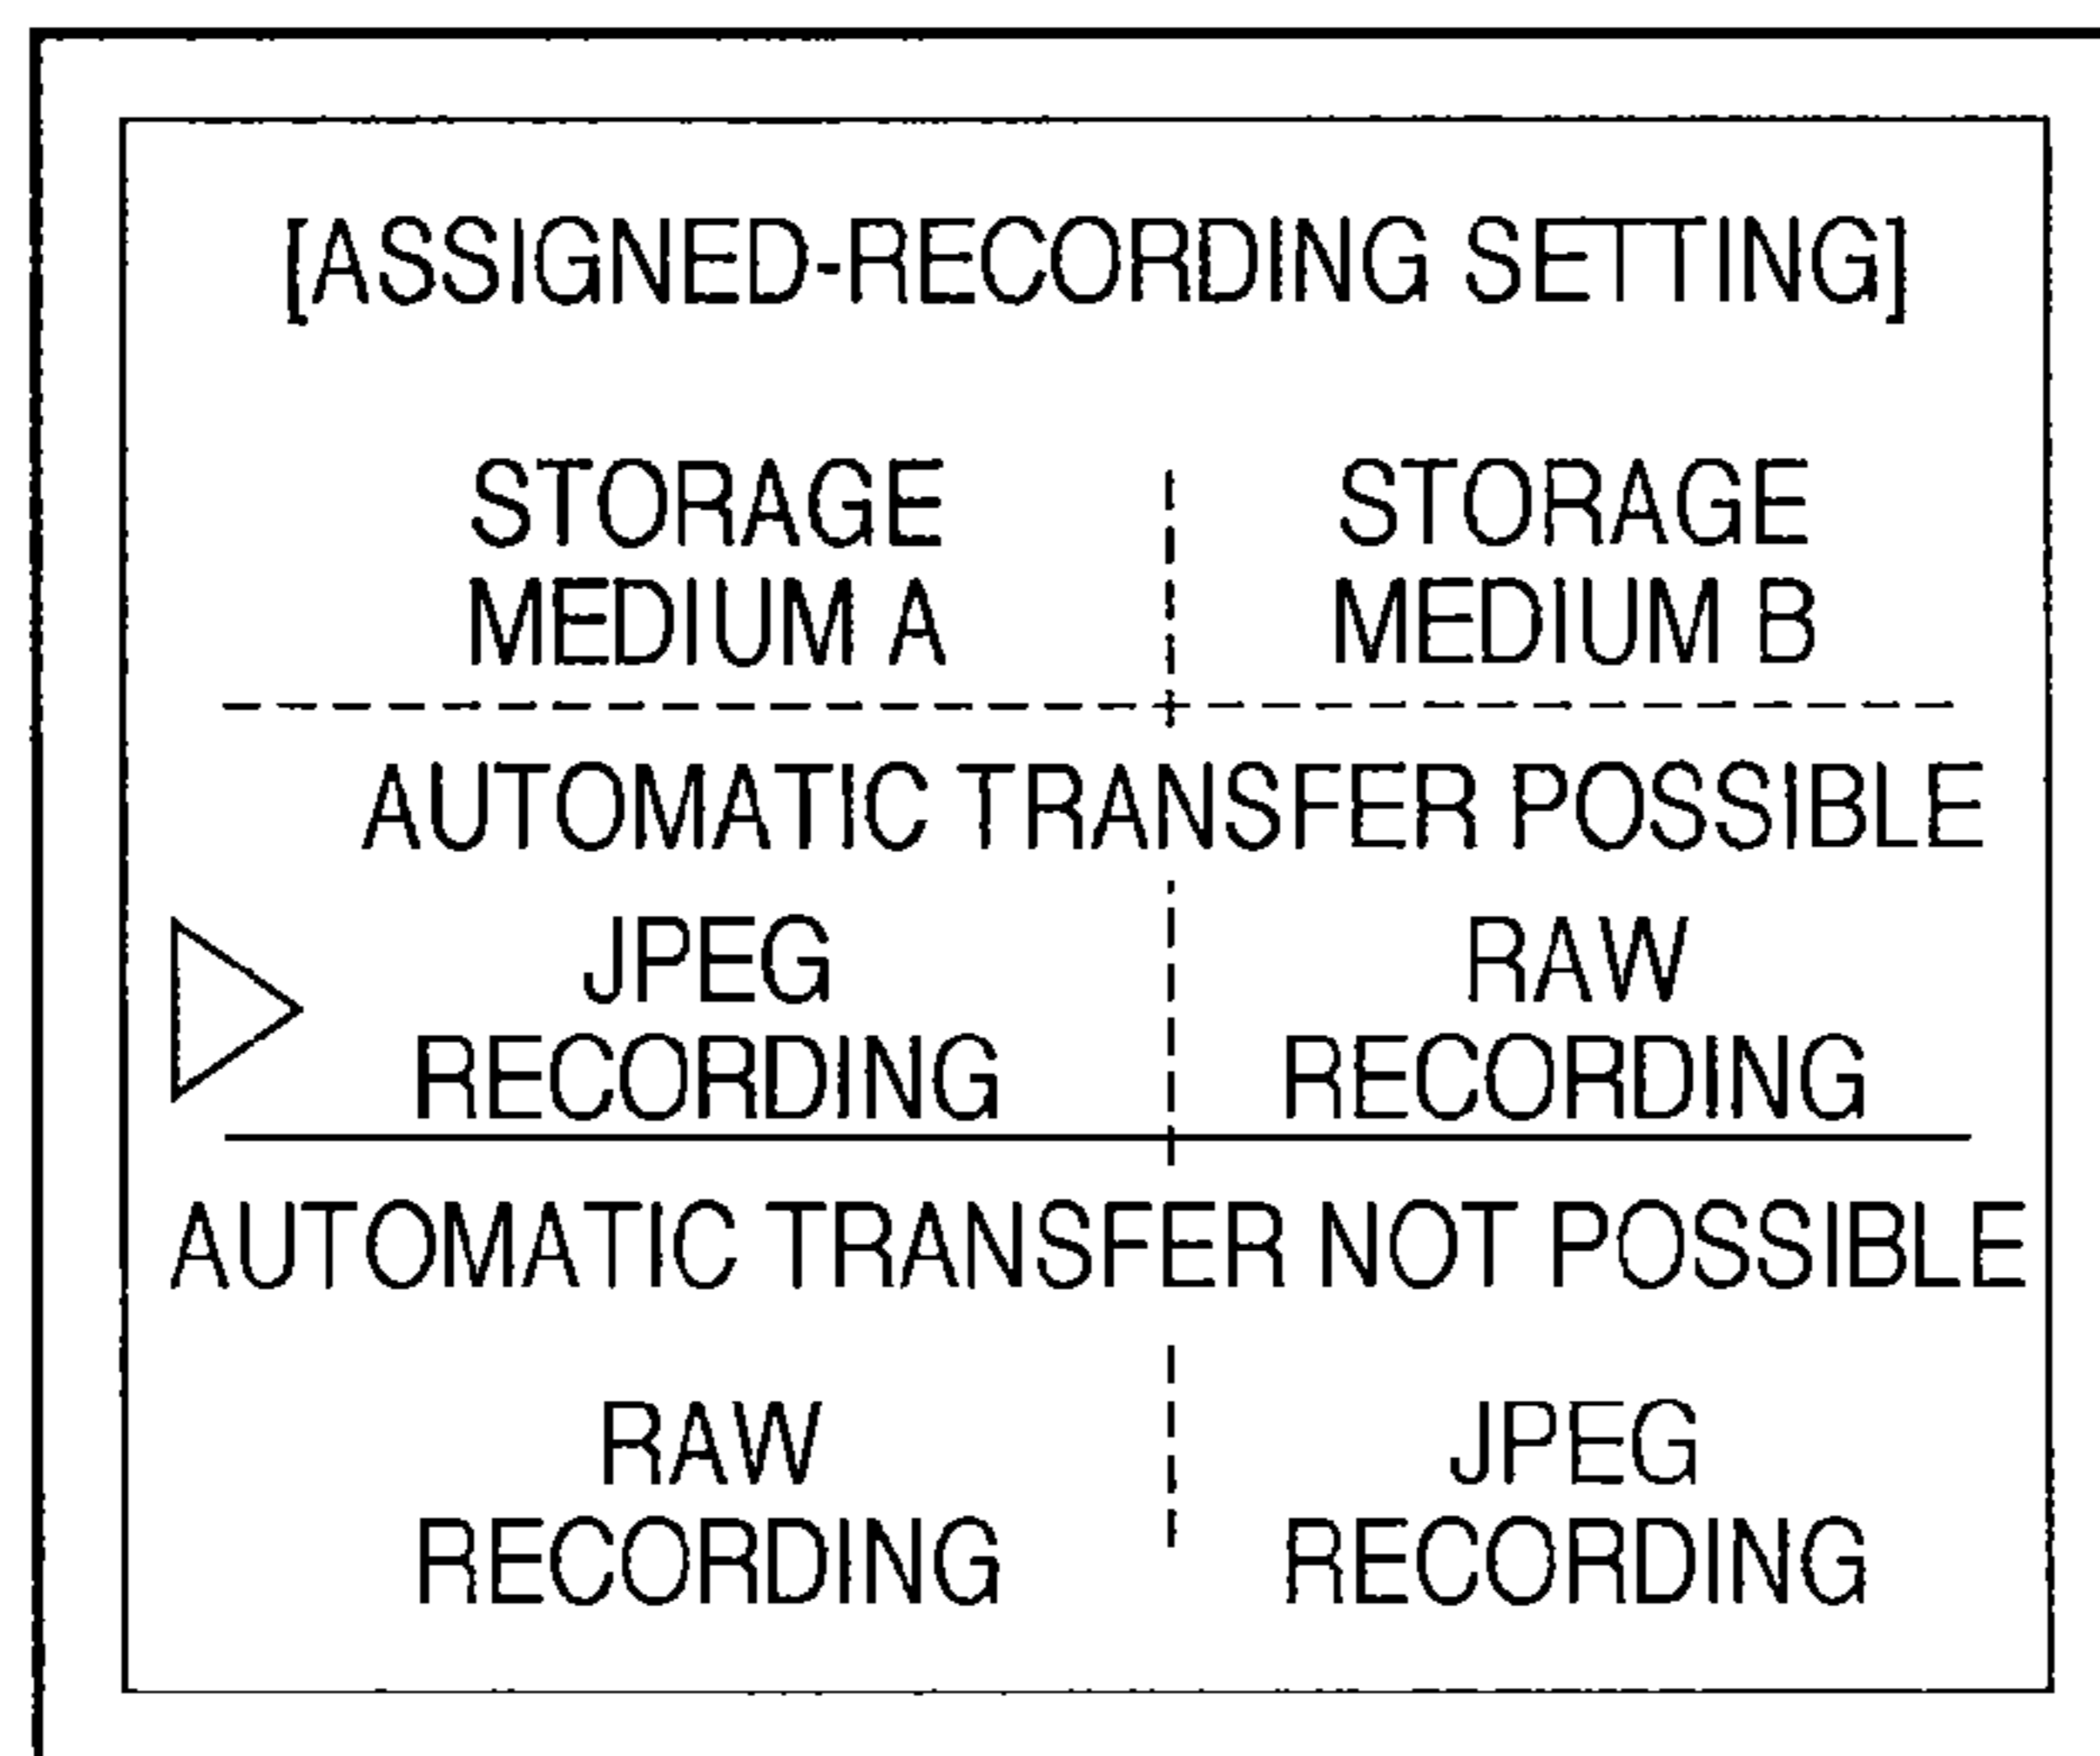 [ASSIGNED-RECORDING SETTING]
STORAGE MEDIUM A
STORAGE MEDIUM B
AUTOMATIC TRANSFER POSSIBLE
JPEG RECORDING
RAW RECORDING
AUTOMATIC TRANSFER NOT POSSIBLE
RAW RECORDING
JPEG RECORDING